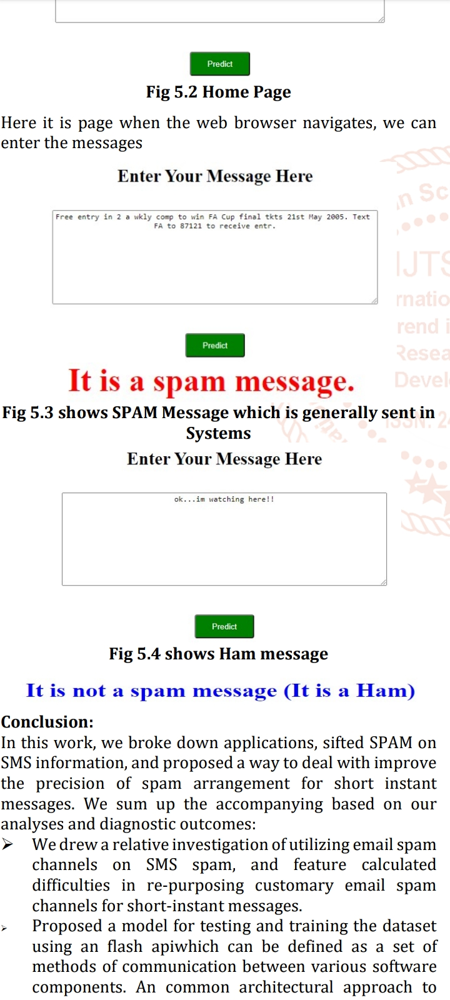 Predict
Fig 5.2 Home Page
Here it is page when the web browser navigates, we can
enter the messages
Enter Your Message Here
Free entry in 2 a wkly comp to win FA Cup final tkts 21st May 2005. Text
FA to 87121 to receive entr.
Predict
It is a spam message.
Fig 5.3 shows SPAM Message which is generally sent in
Systems
Enter Your Message Here
ok...im watching here!!
Predict
Fig 5.4 shows Ham message
It is not a spam message (It is a Ham)
Conclusion:
In this work, we broke down applications, sifted SPAM on
SMS information, and proposed a way to deal with improve
the precision of spam arrangement for short instant
messages. We sum up the accompanying based on our
analyses and diagnostic outcomes:
➢ We drew a relative investigation of utilizing email spam
channels on SMS spam, and feature calculated
difficulties in re-purposing customary email spam
channels for short-instant messages.
➢ Proposed a model for testing and training the dataset
using an flash apiwhich can be defined as a set of
methods of communication between various software
components. An common architectural approach to